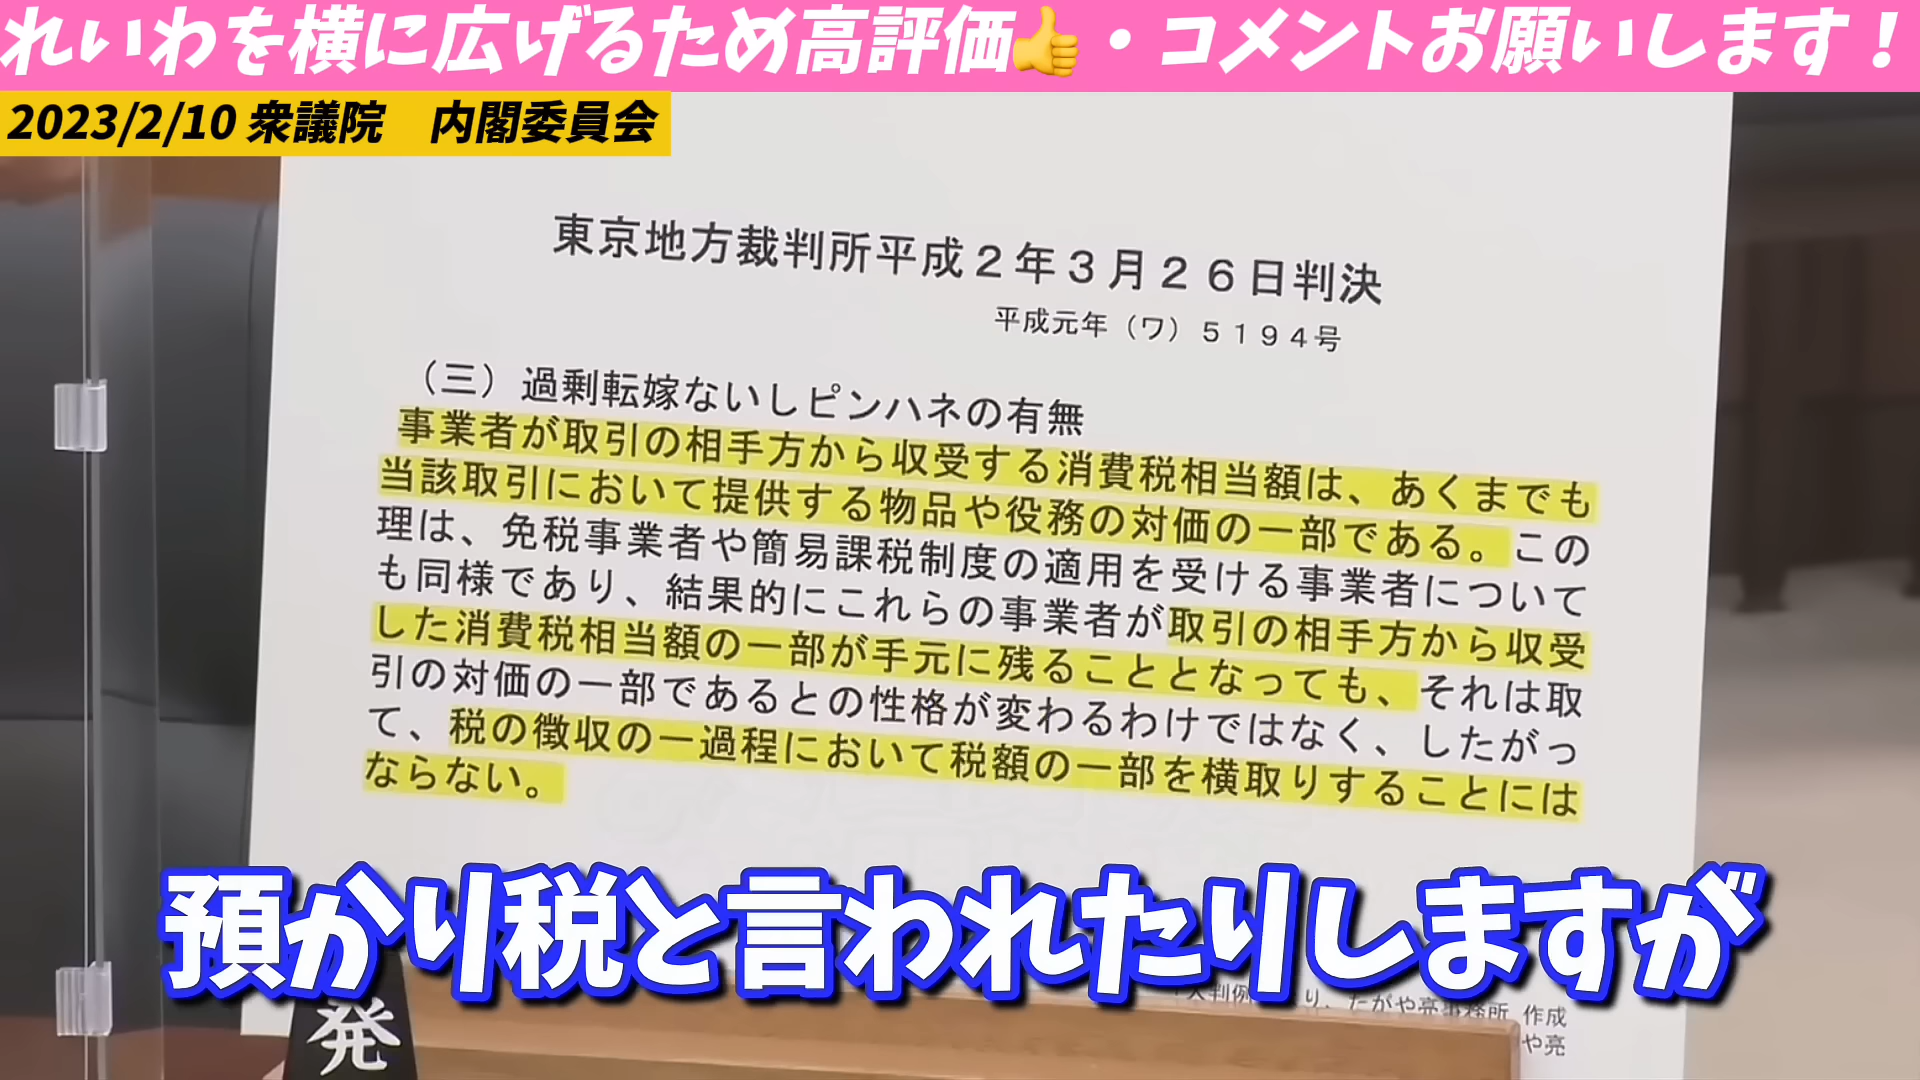 れいわを横に広げるため高評価👍・コメントお願いします！
2023/2/10 衆議院　内閣委員会
東京地方裁判所平成２年３月２６日判決
平成元年（ワ）５１９４号
（三）過剰転嫁ないしピンハネの有無
事業者が取引の相手方から収受する消費税相当額は、あくまでも
当該取引において提供する物品や役務の対価の一部である。この
理は、免税事業者や簡易課税制度の適用を受ける事業者について
も同様であり、結果的にこれらの事業者が取引の相手方から収受
した消費税相当額の一部が手元に残ることとなっても、それは取
引の対価の一部であるとの性格が変わるわけではなく、したがっ
て、税の徴収の一過程において税額の一部を横取りすることには
ならない。
預かり税と言われたりしますが
り、たがや亮事務所 作成
や亮
発